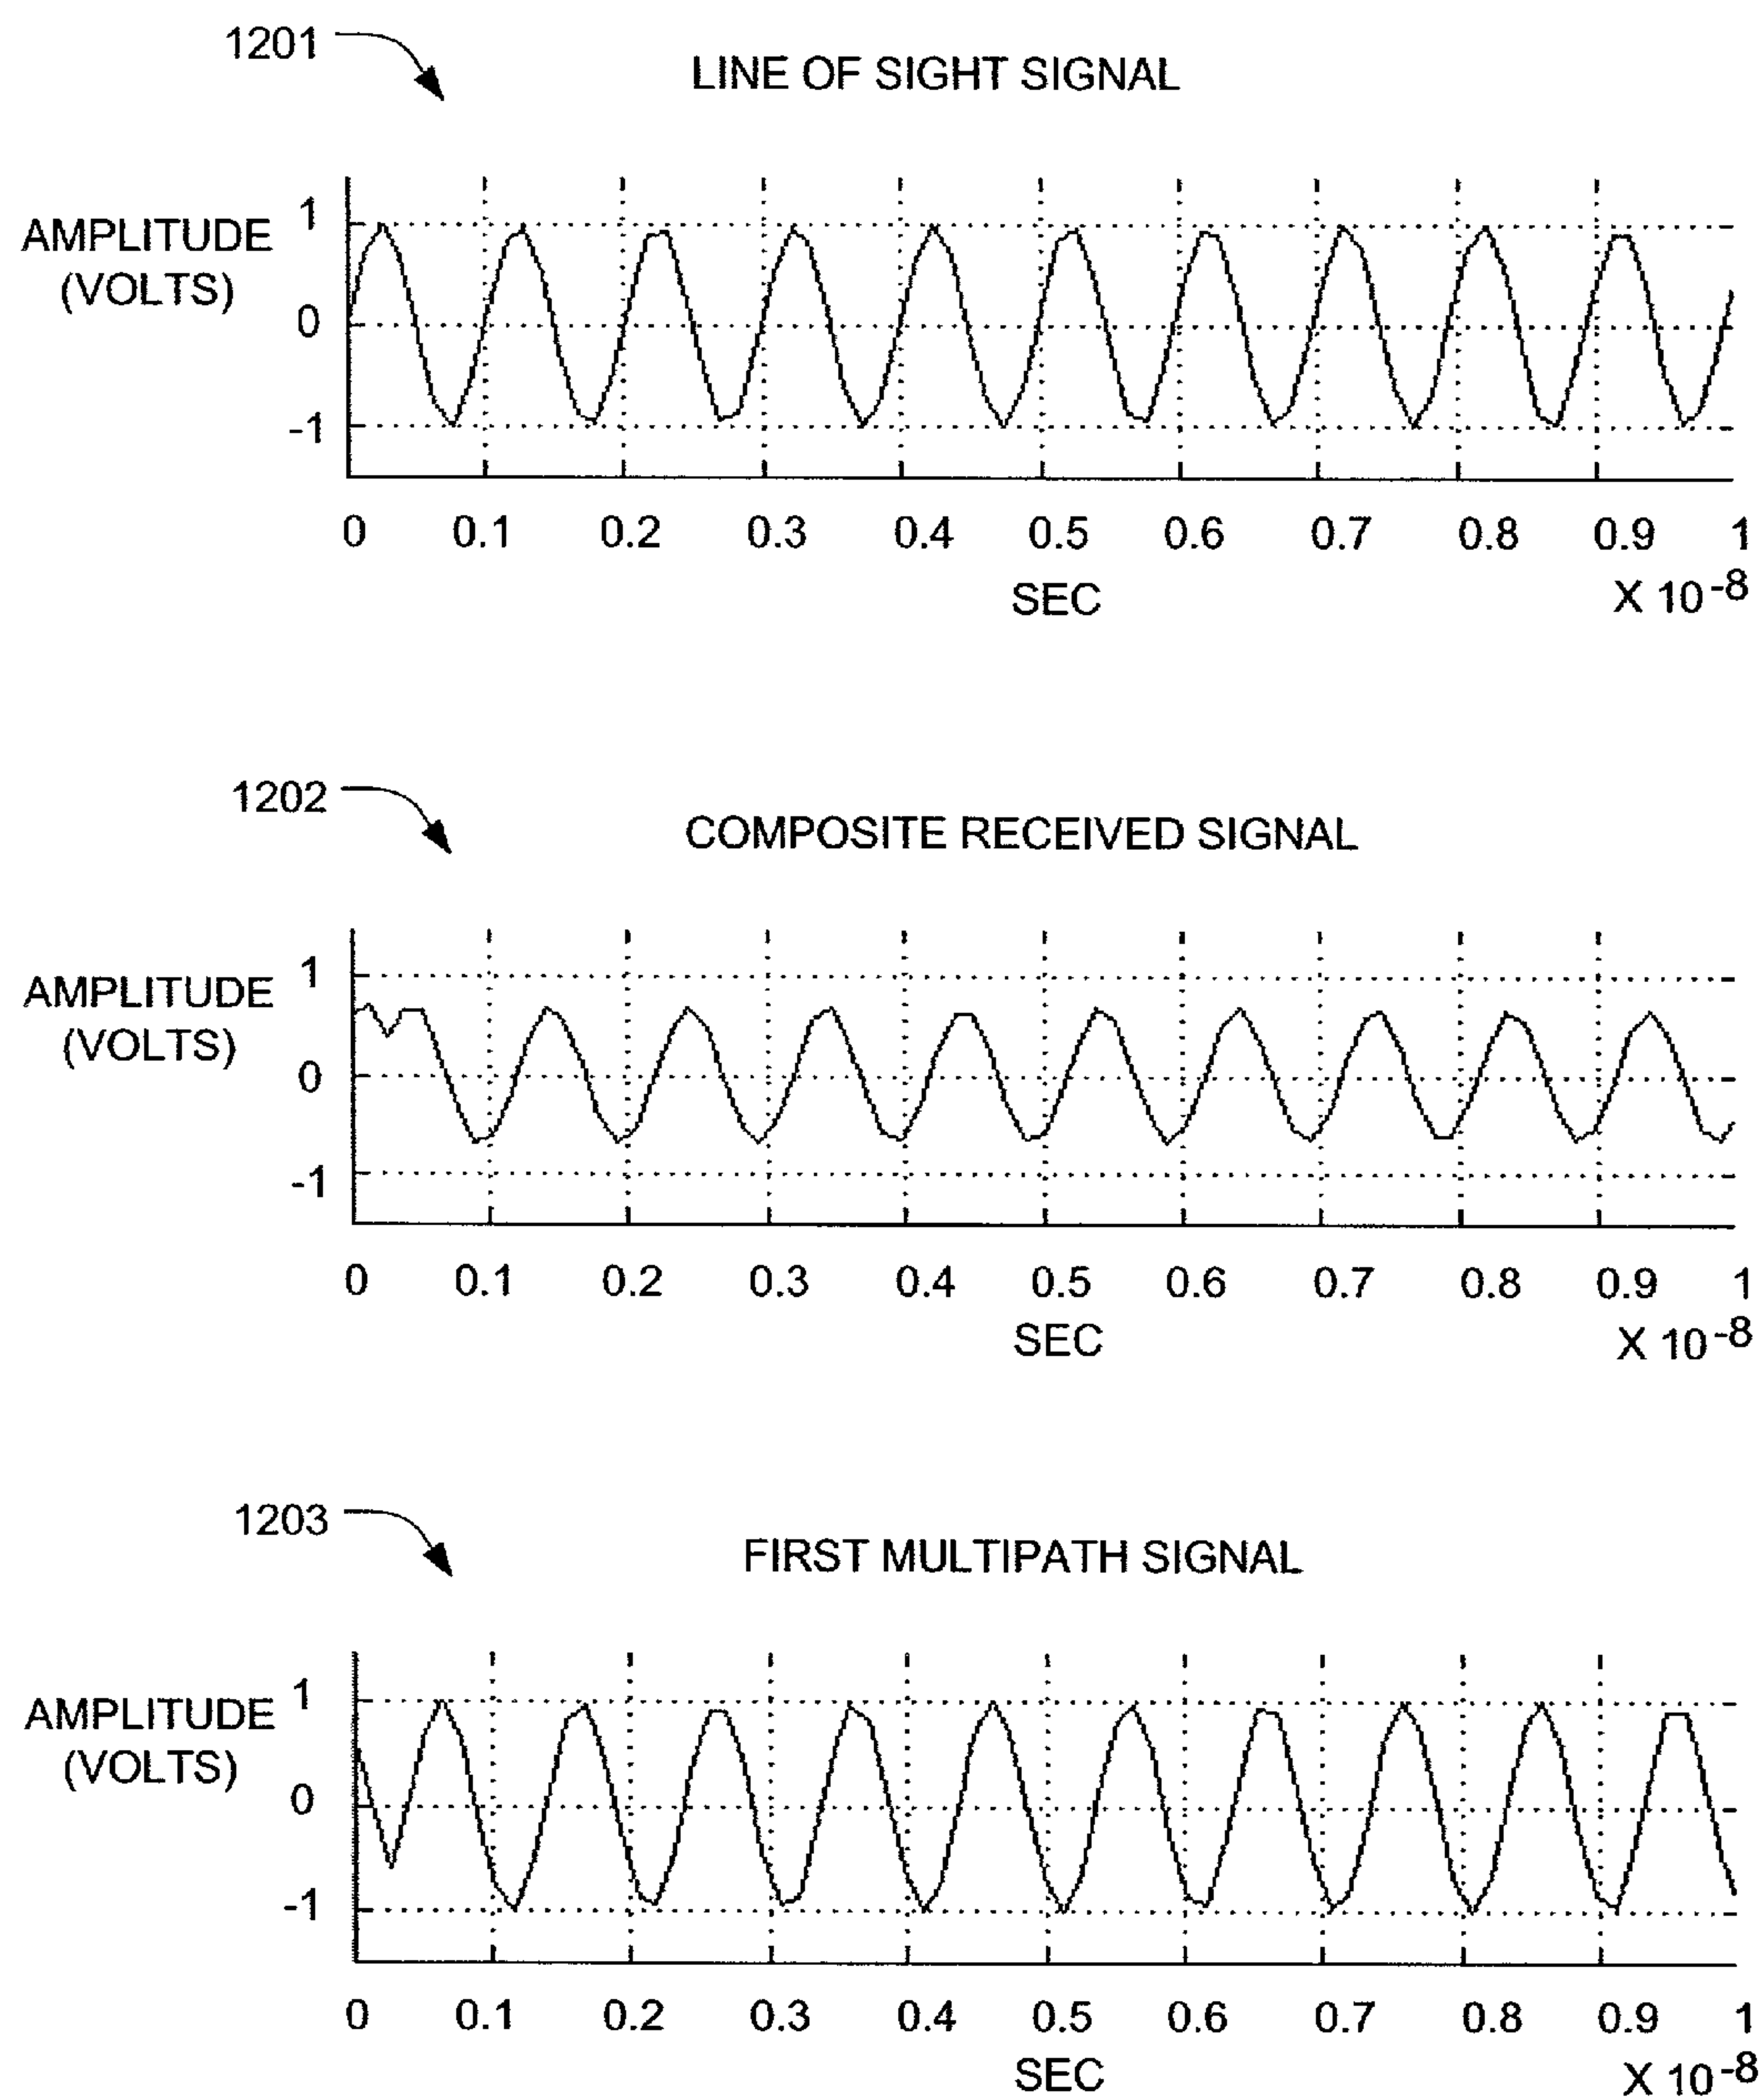 1201
LINE OF SIGHT SIGNAL
AMPLITUDE
(VOLTS)
1
0
-1
0 0.1 0.2 0.3 0.4 0.5 0.6 0.7 0.8 0.9 1
SEC
X 10-8
1202
COMPOSITE RECEIVED SIGNAL
AMPLITUDE
(VOLTS)
1
0
-1
0 0.1 0.2 0.3 0.4 0.5 0.6 0.7 0.8 0.9 1
SEC
X 10-8
1203
FIRST MULTIPATH SIGNAL
AMPLITUDE
(VOLTS)
1
0
-1
0 0.1 0.2 0.3 0.4 0.5 0.6 0.7 0.8 0.9 1
SEC
X 10-8